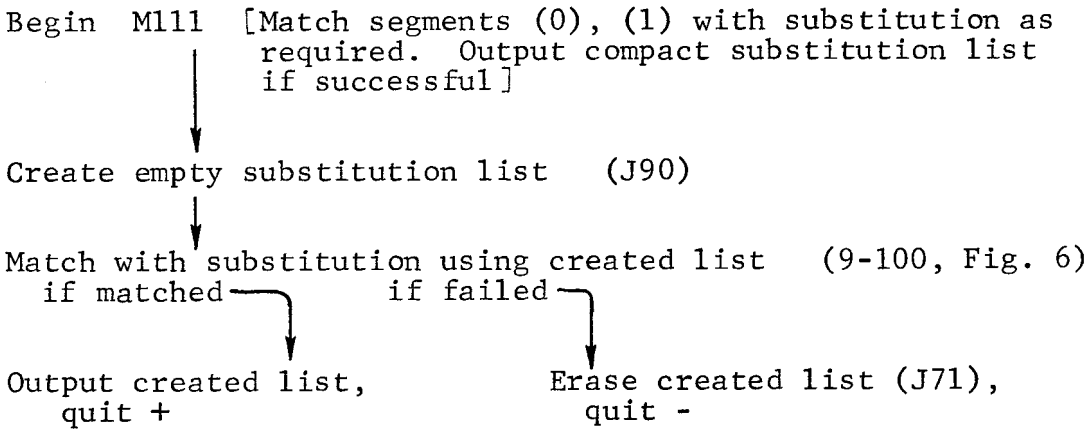 Begin M111 [Match segments (0), (1) with substitution as
required. Output compact substitution list
if successful]
Create empty substitution list (J90)
Match with substitution using created list (9-100, Fig. 6)
if matched if failed
Output created list, Erase created list (J71),
quit + quit -